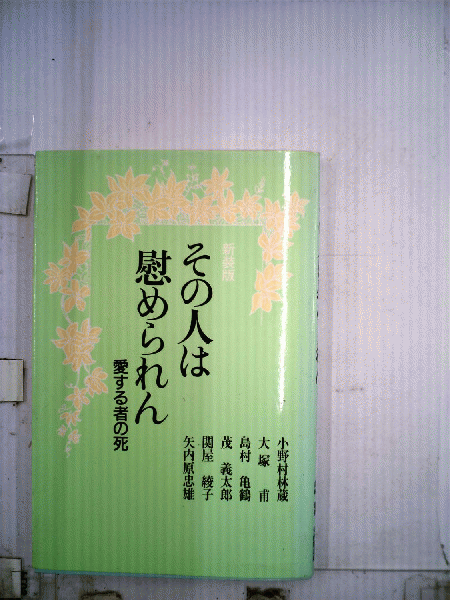 新装版
その人は
慰められん
愛する者の死
小野村林蔵
大塚 甫
島村 亀鶴
茂 義太郎
関屋 綾子
矢内原忠雄